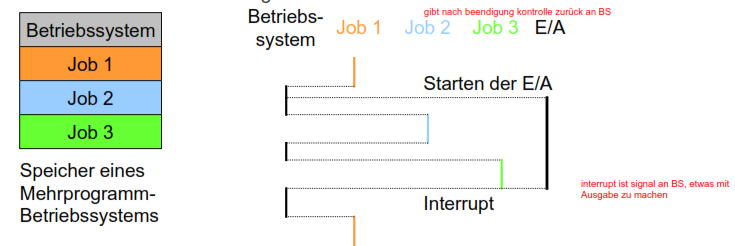 Betriebssystem
Job 1
Job 2
Job 3
Speicher eines
Mehrprogramm-
Betriebssystems
Betriebs-
system
Job 1
Job 2
Job 3
E/A
gibt nach beendigung kontrolle zurück an BS
Starten der E/A
Interrupt
interrupt ist signal an BS, etwas mit
Ausgabe zu machen